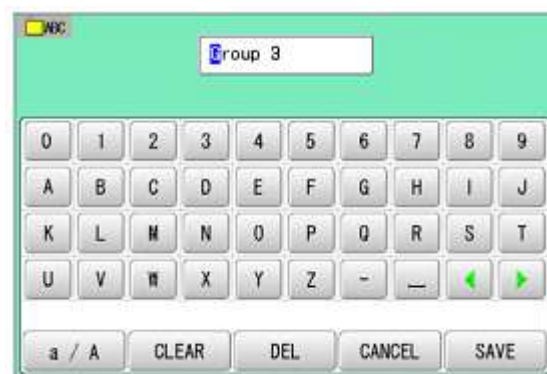 ABC
Group 3
0 1 2 3 4 5 6 7 8 9
A B C D E F G H I J
K L M N O P Q R S T
U V W X Y Z - _
a / A CLEAR DEL CANCEL SAVE